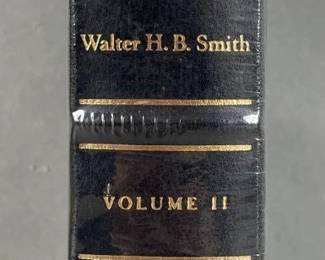 Walter H. B. Smith
VOLUME II